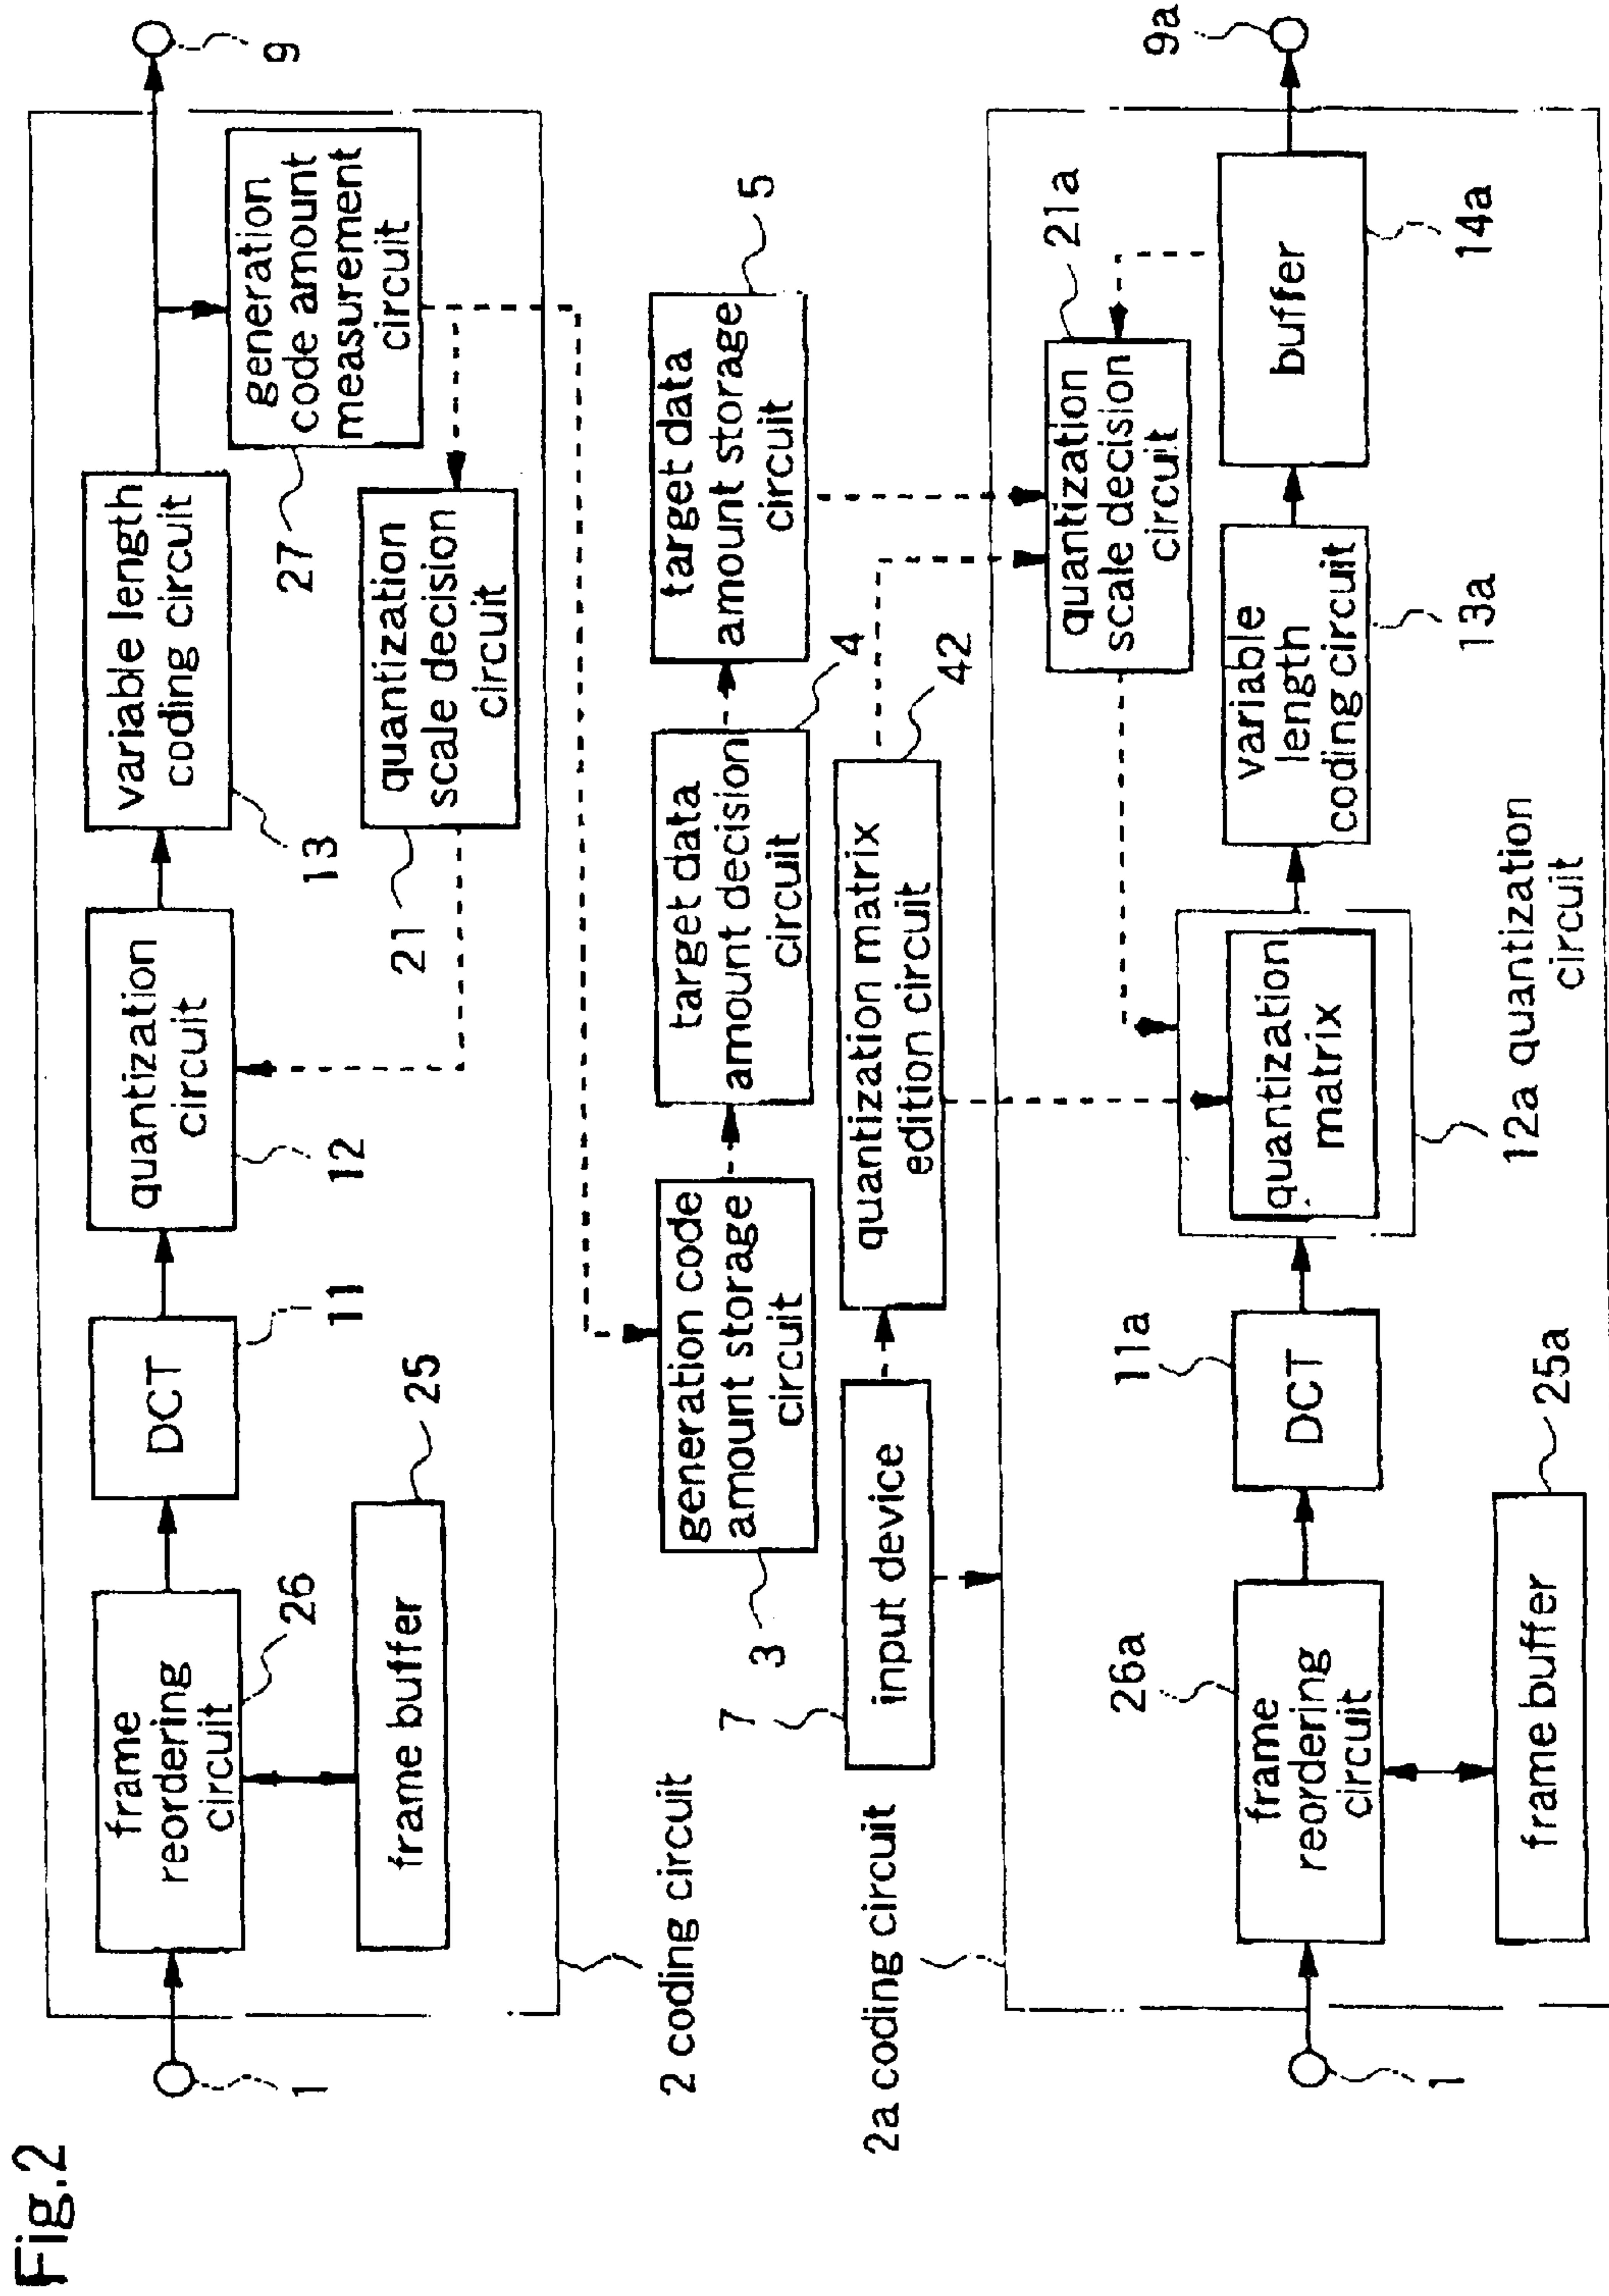 Fig.2
1
frame
reordering
circuit
26
frame buffer
25
DCT
11
quantization
circuit
12
variable length
coding circuit
13
quantization
scale decision
circuit
21
generation
code amount
measurement
circuit
27
9
2 coding circuit
generation code
amount storage
circuit
3
target data
amount decision
circuit
4
target data
amount storage
circuit
5
input device
7
quantization matrix
edition circuit
42
2a coding circuit
1
frame
reordering
circuit
26a
frame buffer
25a
DCT
11a
quantization
matrix
12a quantization
circuit
variable
length
coding circuit
13a
quantization
scale decision
circuit
21a
buffer
14a
9a